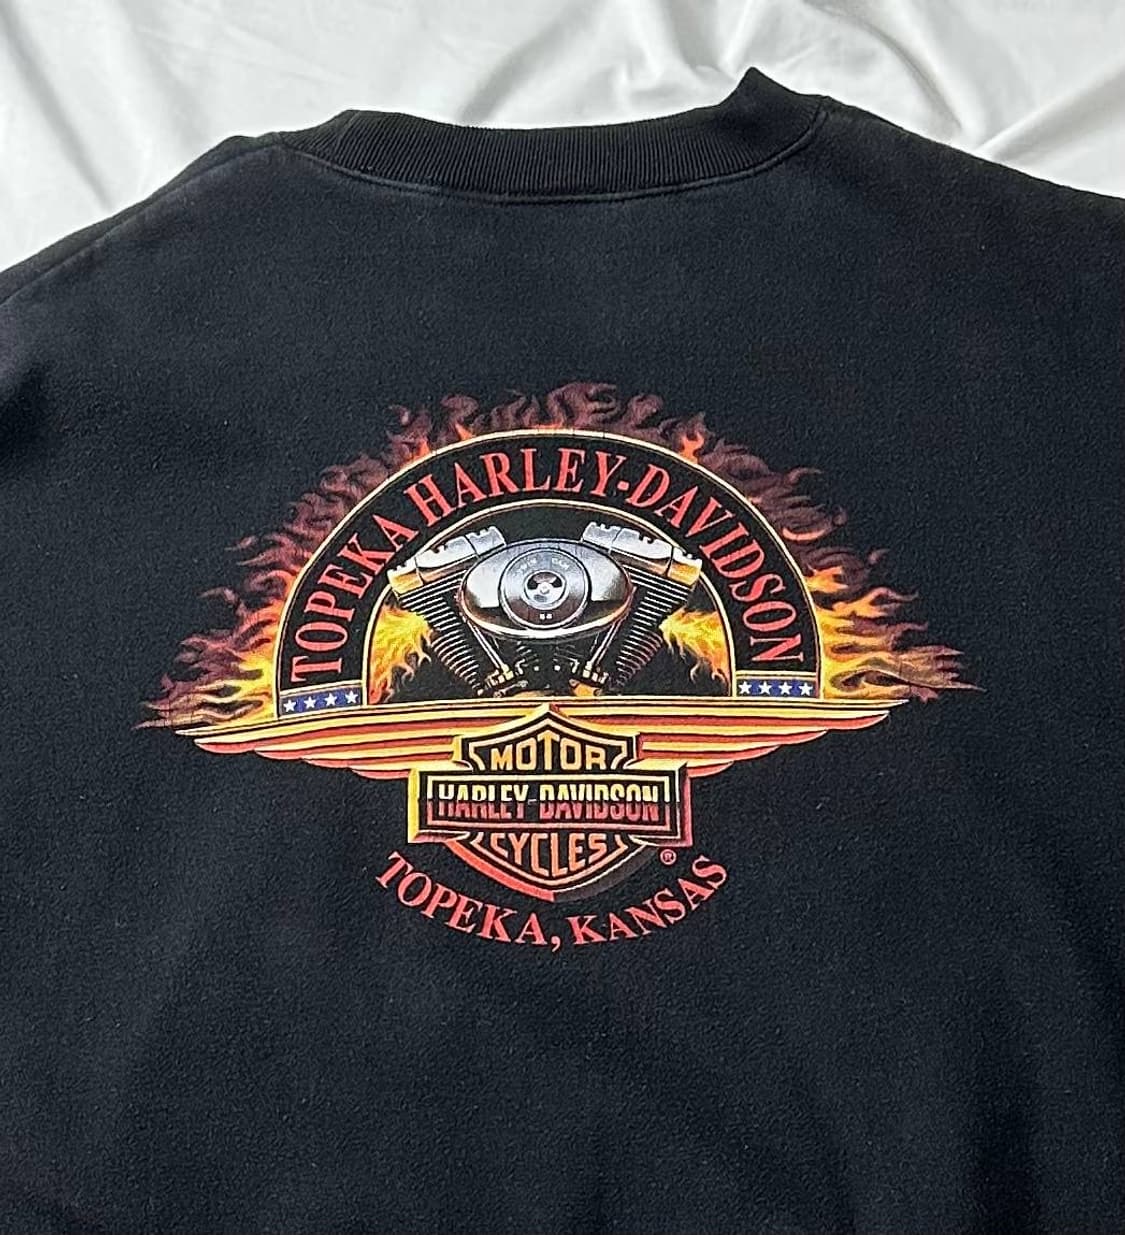 TOPEKA HARLEY-DAVIDSON
MOTOR
HARLEY-DAVIDSON
CYCLES
®
TOPEKA, KANSAS